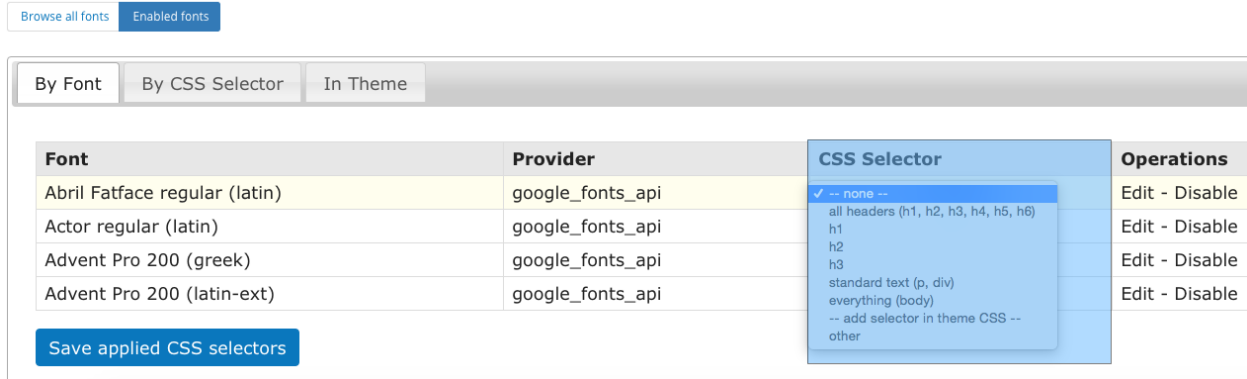 Browse all fonts Enabled fonts
By Font By CSS Selector In Theme
Font Provider CSS Selector Operations
Abril Fatface regular (latin) google_fonts_api ✓ -- none -- Edit - Disable
all headers (h1, h2, h3, h4, h5, h6)
Actor regular (latin) google_fonts_api h1 Edit - Disable
h2
Advent Pro 200 (greek) google_fonts_api h3 Edit - Disable
standard text (p, div)
Advent Pro 200 (latin-ext) google_fonts_api everything (body) Edit - Disable
-- add selector in theme CSS --
other
Save applied CSS selectors